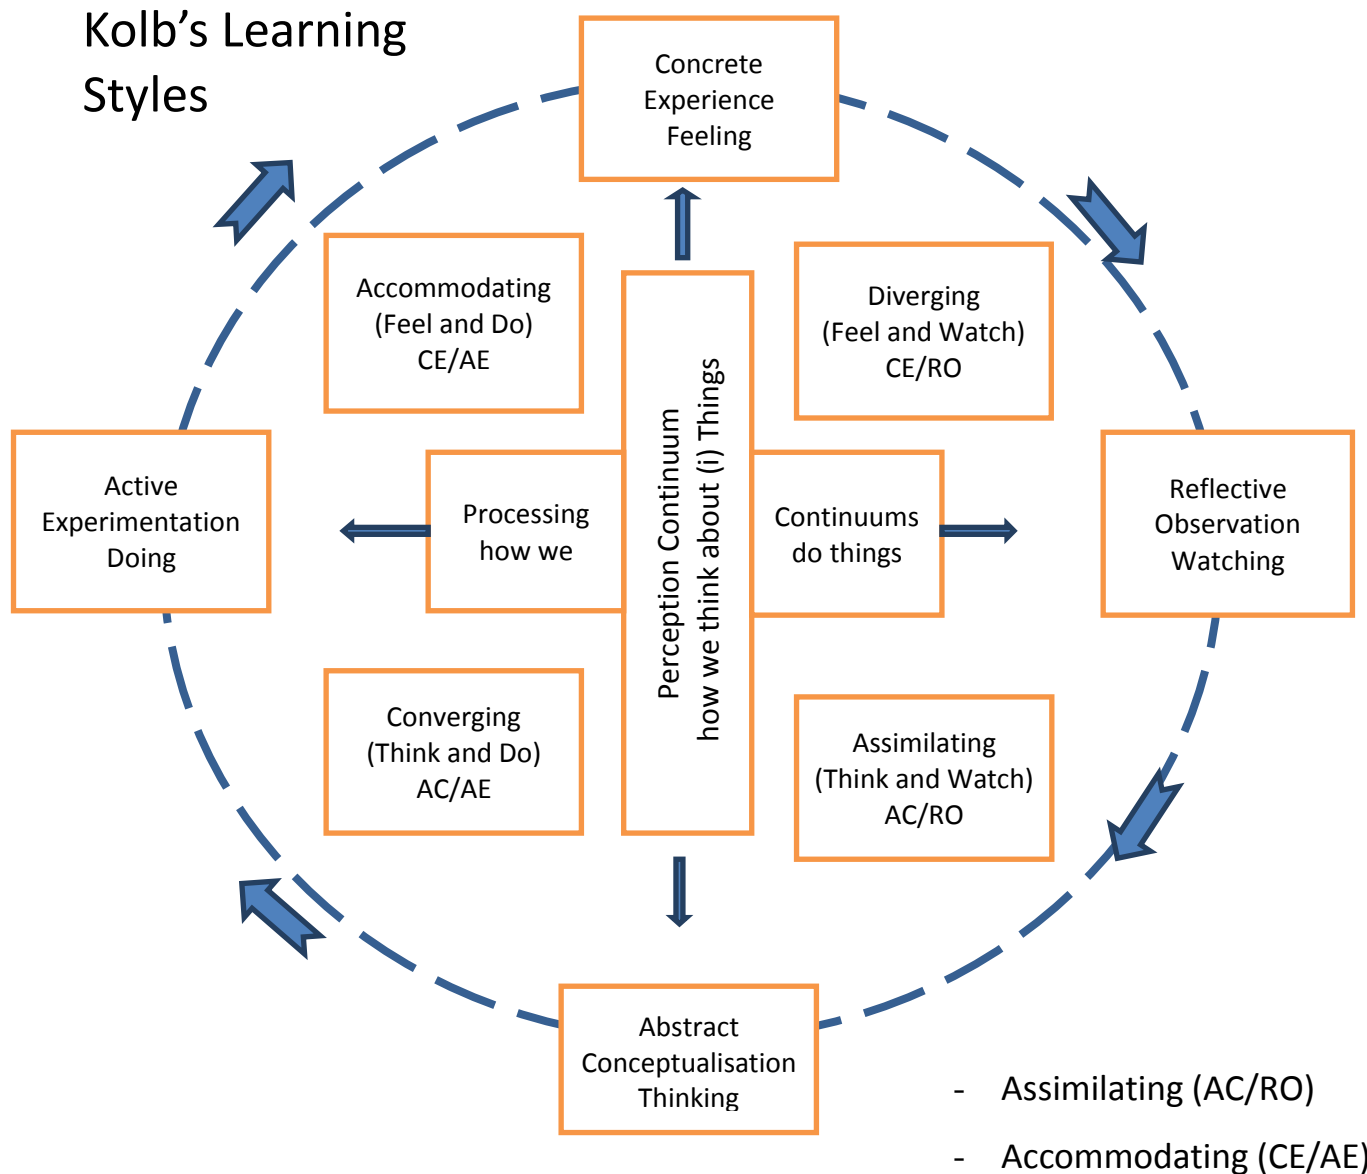 Kolb’s Learning
Styles
Concrete
Experience
Feeling
Accommodating
(Feel and Do)
CE/AE
Diverging
(Feel and Watch)
CE/RO
Active
Experimentation
Doing
Processing
how we
Perception Continuum
how we think about (i) Things
Continuums
do things
Reflective
Observation
Watching
Converging
(Think and Do)
AC/AE
Assimilating
(Think and Watch)
AC/RO
Abstract
Conceptualisation
Thinking
- Assimilating (AC/RO)
- Accommodating (CE/AE)